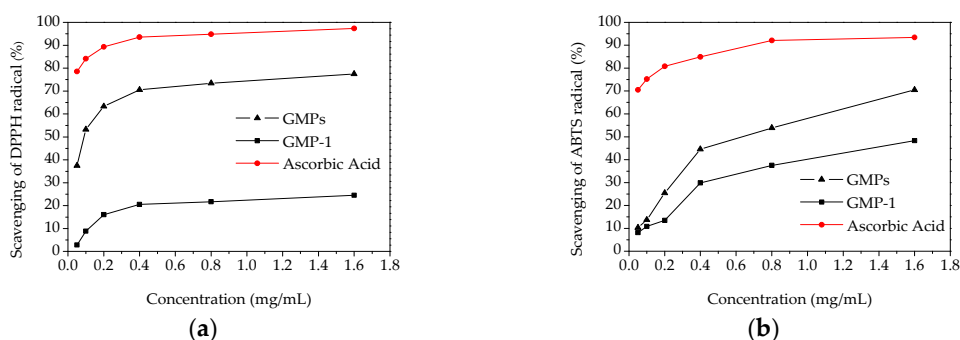 100
90
80
70
60
50
40
30
20
10
0
Scavenging of DPPH radical (%)
GMPs
GMP-1
Ascorbic Acid
0.0 0.2 0.4 0.6 0.8 1.0 1.2 1.4 1.6 1.8
Concentration (mg/mL)
(a)
100
90
80
70
60
50
40
30
20
10
0
Scavenging of ABTS radical (%)
GMPs
GMP-1
Ascorbic Acid
0.0 0.2 0.4 0.6 0.8 1.0 1.2 1.4 1.6 1.8
Concentration (mg/mL)
(b)